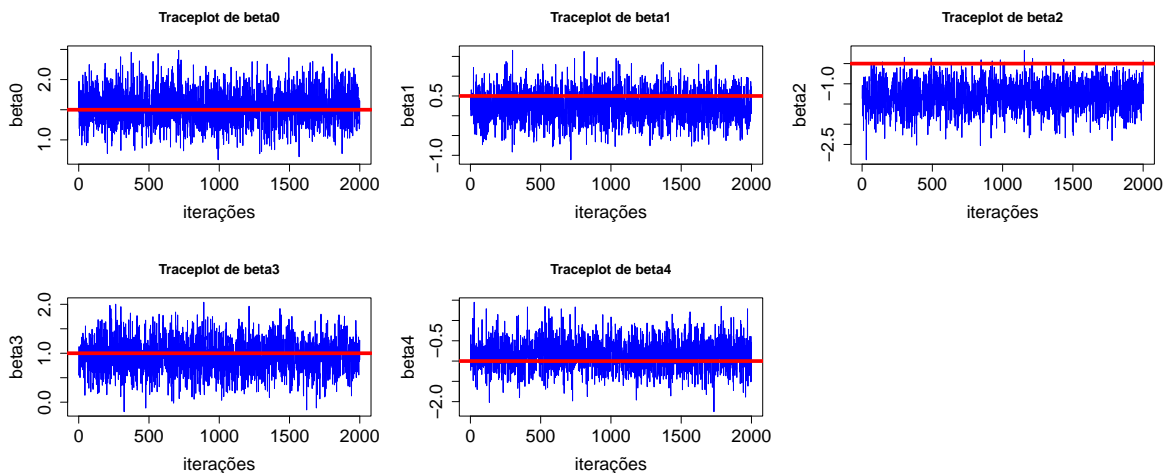 Traceplot de beta0
beta0
1.0 2.0
0 500 1000 1500 2000
iterações
Traceplot de beta1
beta1
−1.0 0.5
0 500 1000 1500 2000
iterações
Traceplot de beta2
beta2
−2.5 −1.0
0 500 1000 1500 2000
iterações
Traceplot de beta3
beta3
0.0 1.0 2.0
0 500 1000 1500 2000
iterações
Traceplot de beta4
beta4
−2.0 −0.5
0 500 1000 1500 2000
iterações